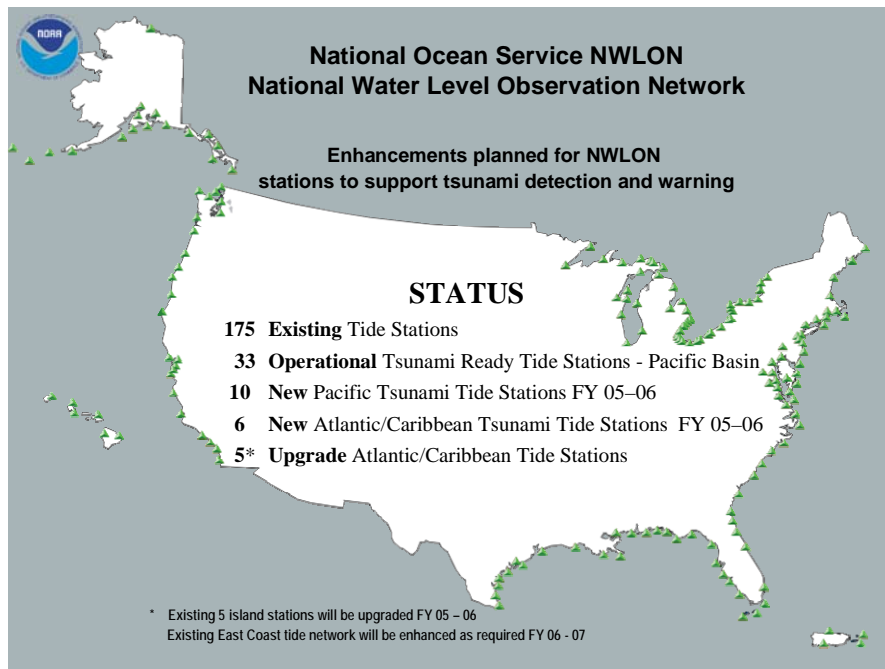 NOAA
National Ocean Service NWLON
National Water Level Observation Network
Enhancements planned for NWLON
stations to support tsunami detection and warning
STATUS
175 Existing Tide Stations
33 Operational Tsunami Ready Tide Stations - Pacific Basin
10 New Pacific Tsunami Tide Stations FY 05–06
6 New Atlantic/Caribbean Tsunami Tide Stations FY 05–06
5* Upgrade Atlantic/Caribbean Tide Stations
* Existing 5 island stations will be upgraded FY 05 – 06
Existing East Coast tide network will be enhanced as required FY 06 - 07